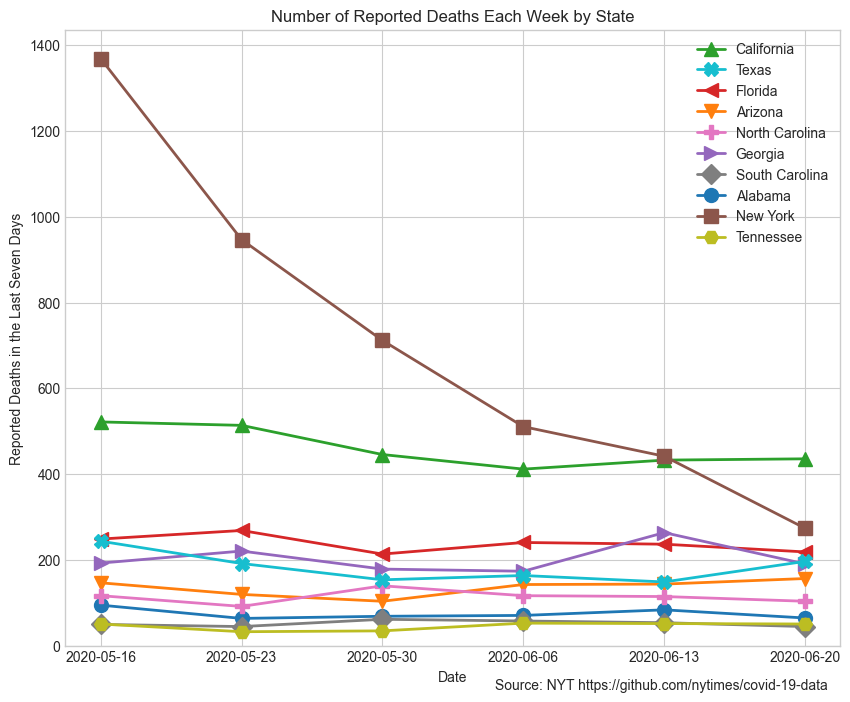 Number of Reported Deaths Each Week by State
1400
1200
1000
800
600
400
200
0
Reported Deaths in the Last Seven Days
California
Texas
Florida
Arizona
North Carolina
Georgia
South Carolina
Alabama
New York
Tennessee
2020-05-16 2020-05-23 2020-05-30 2020-06-06 2020-06-13 2020-06-20
Date
Source: NYT https://github.com/nytimes/covid-19-data